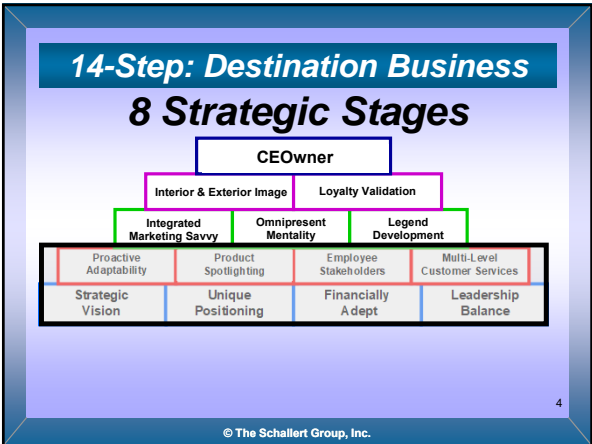 14-Step: Destination Business
8 Strategic Stages
CEOwner
Interior & Exterior Image
Loyalty Validation
Integrated
Marketing Savvy
Omnipresent
Mentality
Legend
Development
Proactive
Adaptability
Product
Spotlighting
Employee
Stakeholders
Multi-Level
Customer Services
Strategic
Vision
Unique
Positioning
Financially
Adept
Leadership
Balance
4
© The Schallert Group, Inc.